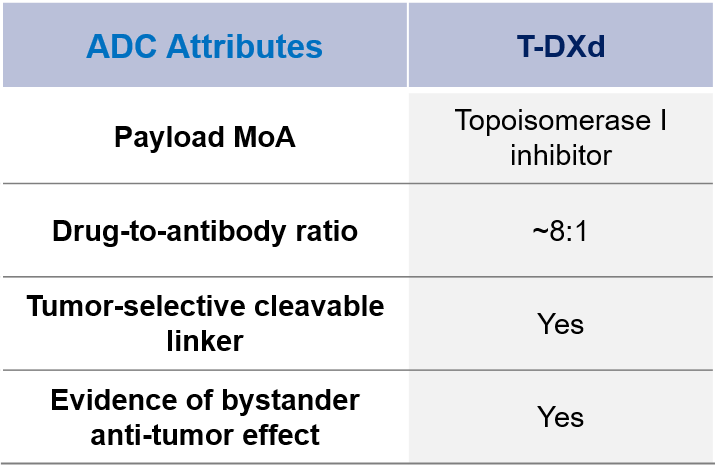 ADC Attributes
T-DXd
Payload MoA
Topoisomerase I
inhibitor
Drug-to-antibody ratio
~8:1
Tumor-selective cleavable
linker
Yes
Evidence of bystander
anti-tumor effect
Yes